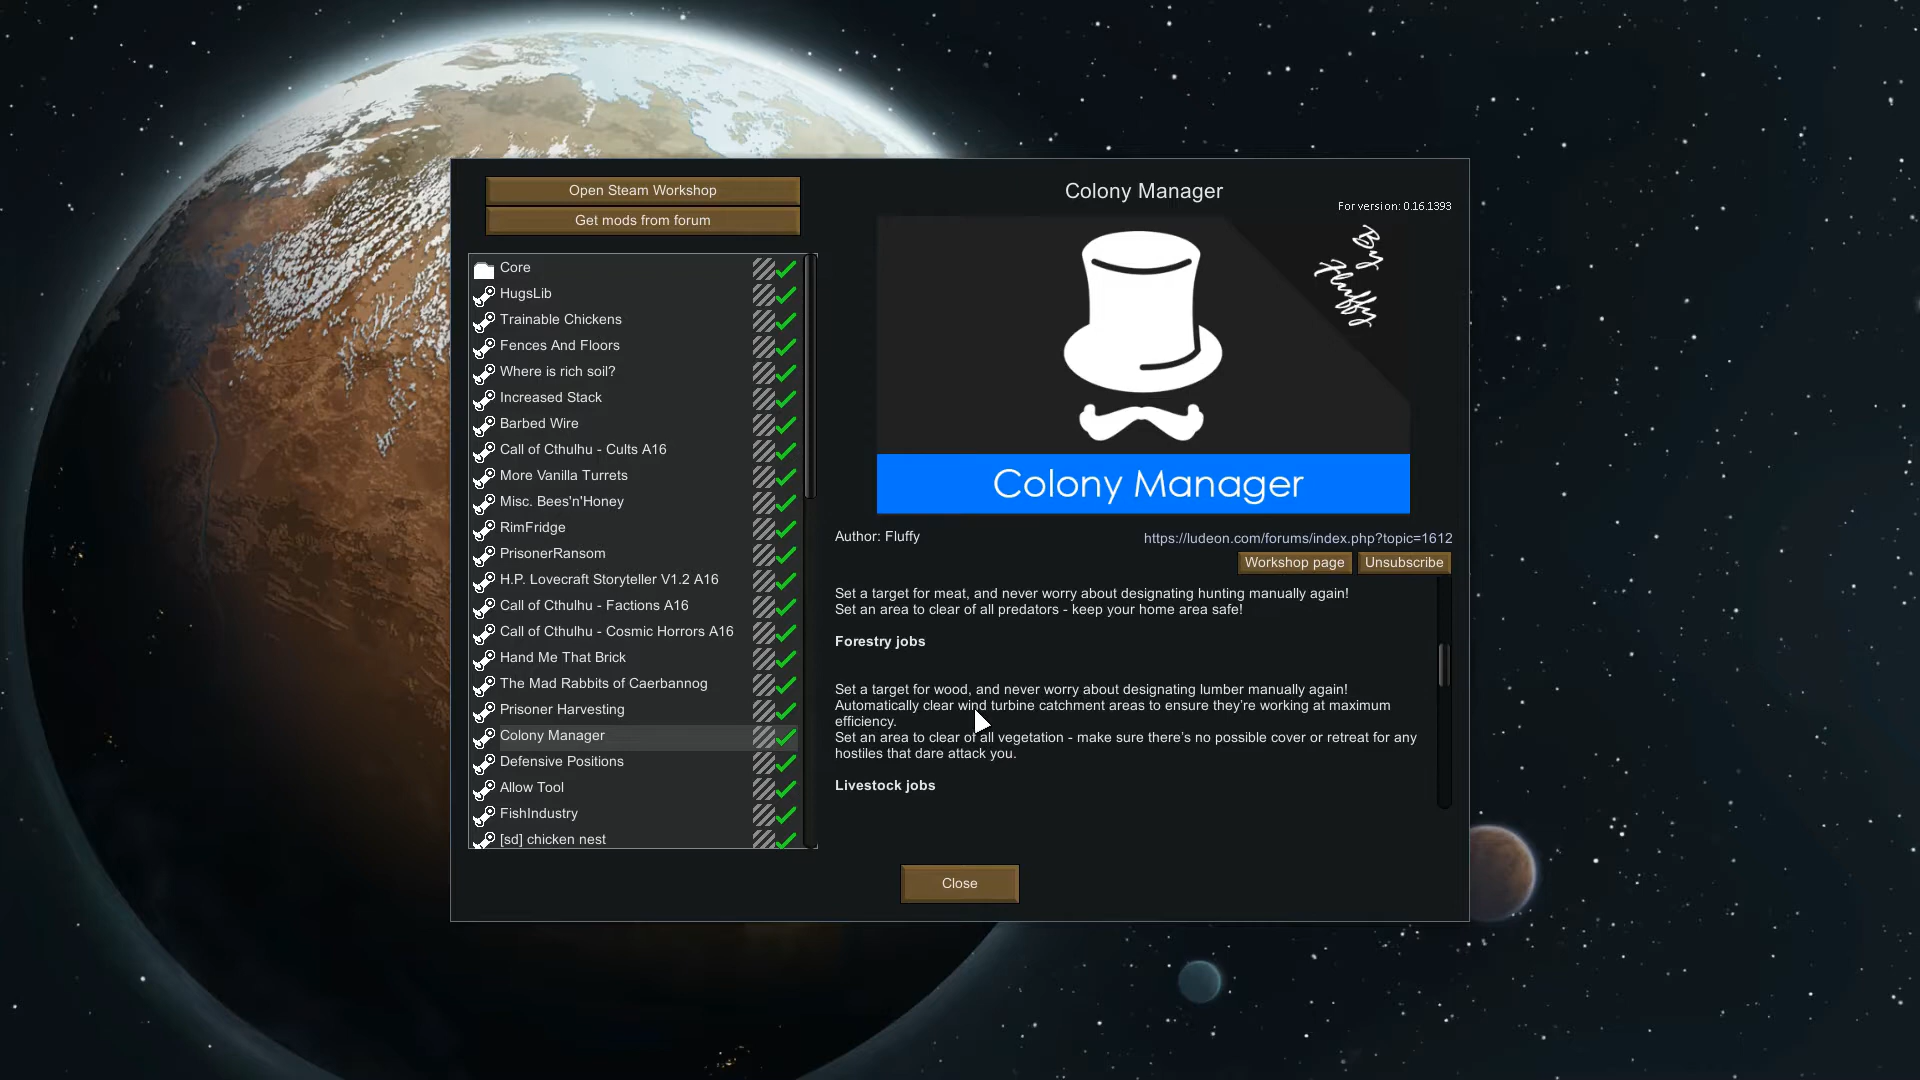 Open Steam Workshop
Get mods from forum
Core
HugsLib
Trainable Chickens
Fences And Floors
Where is rich soil?
Increased Stack
Barbed Wire
Call of Cthulhu - Cults A16
More Vanilla Turrets
Misc. Bees'n'Honey
RimFridge
PrisonerRansom
H.P. Lovecraft Storyteller V1.2 A16
Call of Cthulhu - Factions A16
Call of Cthulhu - Cosmic Horrors A16
Hand Me That Brick
The Mad Rabbits of Caerbannog
Prisoner Harvesting
Colony Manager
Defensive Positions
Allow Tool
FishIndustry
[sd] chicken nest
Colony Manager
For version: 0.16.1393
By
Fluffy
Colony Manager
Author: Fluffy
https://ludeon.com/forums/index.php?topic=1612
Workshop page
Unsubscribe
Set a target for meat, and never worry about designating hunting manually again!
Set an area to clear of all predators - keep your home area safe!
Forestry jobs
Set a target for wood, and never worry about designating lumber manually again!
Automatically clear wind turbine catchment areas to ensure they're working at maximum
efficiency.
Set an area to clear of all vegetation - make sure there's no possible cover or retreat for any
hostiles that dare attack you.
Livestock jobs
Close